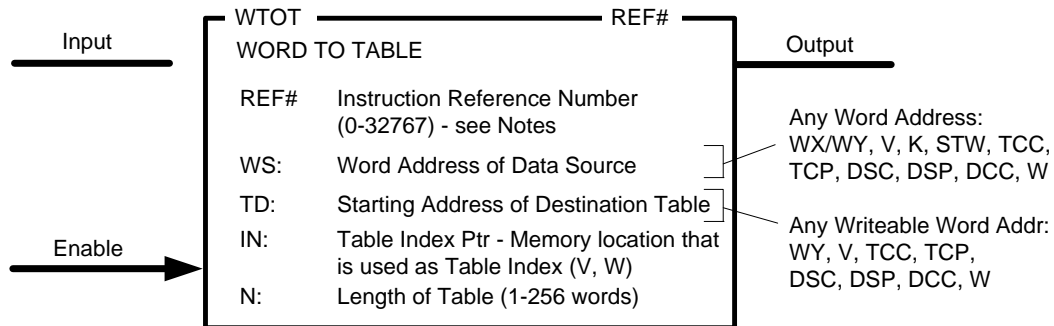 WTOT REF#
Input
WORD TO TABLE
Output
REF# Instruction Reference Number
(0-32767) - see Notes
Any Word Address:
WX/WY, V, K, STW, TCC,
TCP, DSC, DSP, DCC, W
WS: Word Address of Data Source
TD: Starting Address of Destination Table
Any Writeable Word Addr:
WY, V, TCC, TCP,
DSC, DSP, DCC, W
Enable
IN: Table Index Ptr - Memory location that
is used as Table Index (V, W)
N: Length of Table (1-256 words)